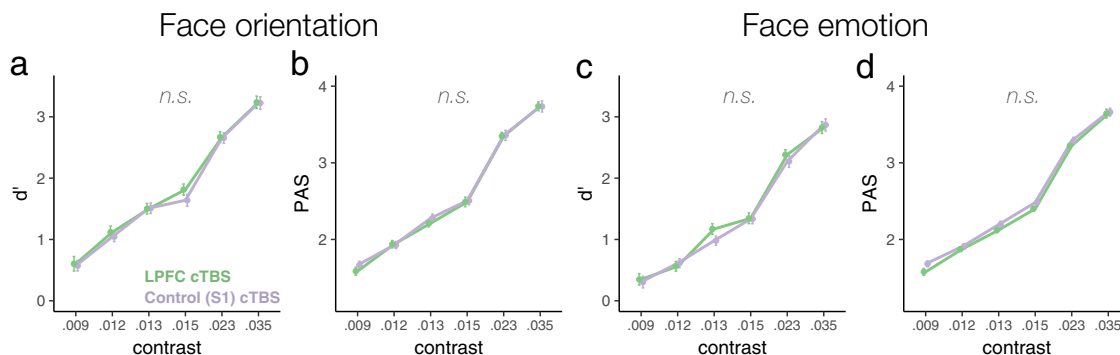 Face orientation
Face emotion
a
n.s.
d'
3
2
1
0
LPFC cTBS
Control (S1) cTBS
.009 .012 .013 .015 .023 .035
contrast
b
n.s.
PAS
4
3
2
.009 .012 .013 .015 .023 .035
contrast
c
n.s.
d'
3
2
1
0
.009 .012 .013 .015 .023 .035
contrast
d
n.s.
PAS
4
3
2
.009 .012 .013 .015 .023 .035
contrast